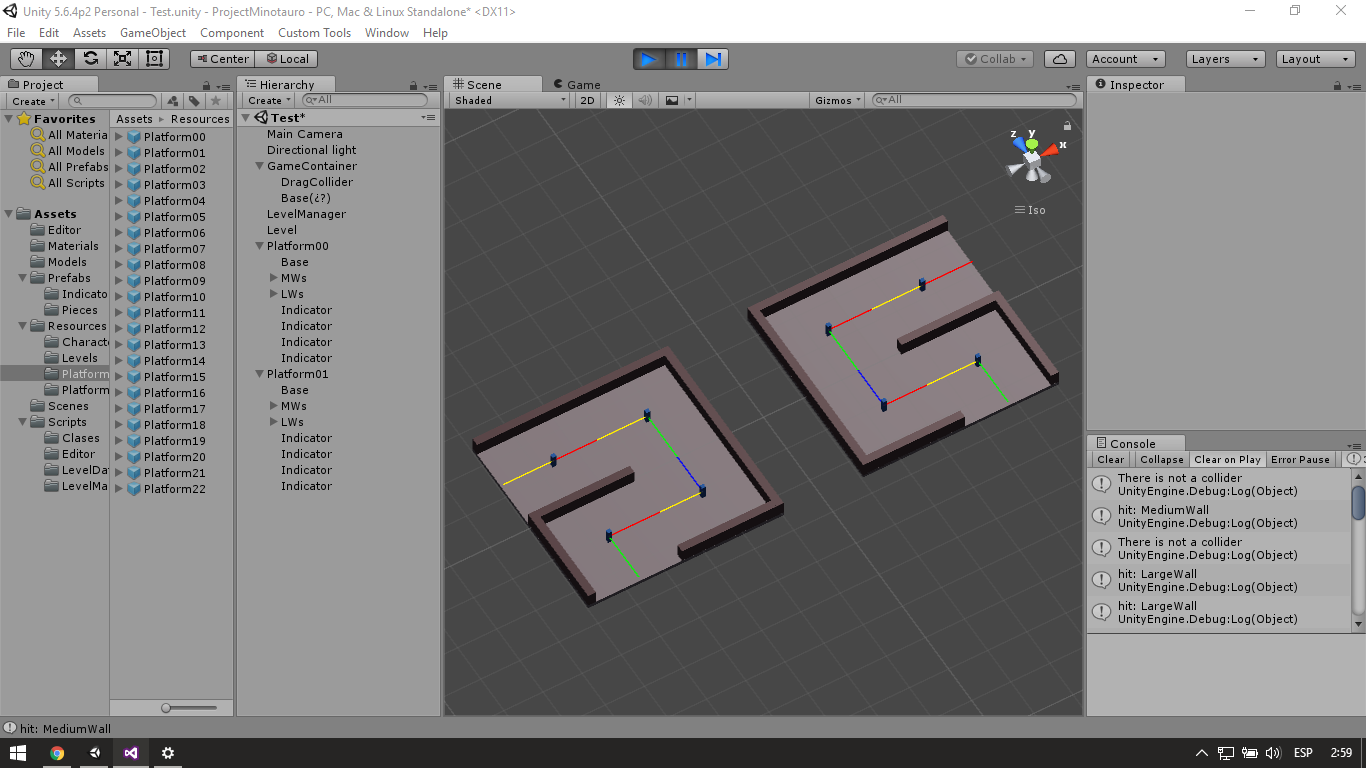 Unity 5.6.4p2 Personal - Test.unity - ProjectMinotauro - PC, Mac & Linux Standalone* <DX11>
File Edit Assets GameObject Component Custom Tools Window Help
Center Local Collab Account Layers Layout
Project
Create
Favorites
All Materia
All Models
All Prefabs
All Scripts
Assets
Editor
Materials
Models
Prefabs
Indicato
Pieces
Resources
Characte
Levels
Platform
Platform
Scenes
Scripts
Clases
Editor
LevelDat
LevelMa
Assets Resources
Platform00
Platform01
Platform02
Platform03
Platform04
Platform05
Platform06
Platform07
Platform08
Platform09
Platform10
Platform11
Platform12
Platform13
Platform14
Platform15
Platform16
Platform17
Platform18
Platform19
Platform20
Platform21
Platform22
Hierarchy
Create All
Test*
Main Camera
Directional light
GameContainer
DragCollider
Base(¿?)
LevelManager
Level
Platform00
Base
MWs
LWs
Indicator
Indicator
Indicator
Indicator
Platform01
Base
MWs
LWs
Indicator
Indicator
Indicator
Indicator
Scene Game
Shaded 2D Gizmos All
z y x
Iso
Inspector
Console
Clear Collapse Clear on Play Error Pause
There is not a collider
UnityEngine.Debug:Log(Object)
hit: MediumWall
UnityEngine.Debug:Log(Object)
There is not a collider
UnityEngine.Debug:Log(Object)
hit: LargeWall
UnityEngine.Debug:Log(Object)
hit: LargeWall
UnityEngine.Debug:Log(Object)
hit: MediumWall
ESP 2:59